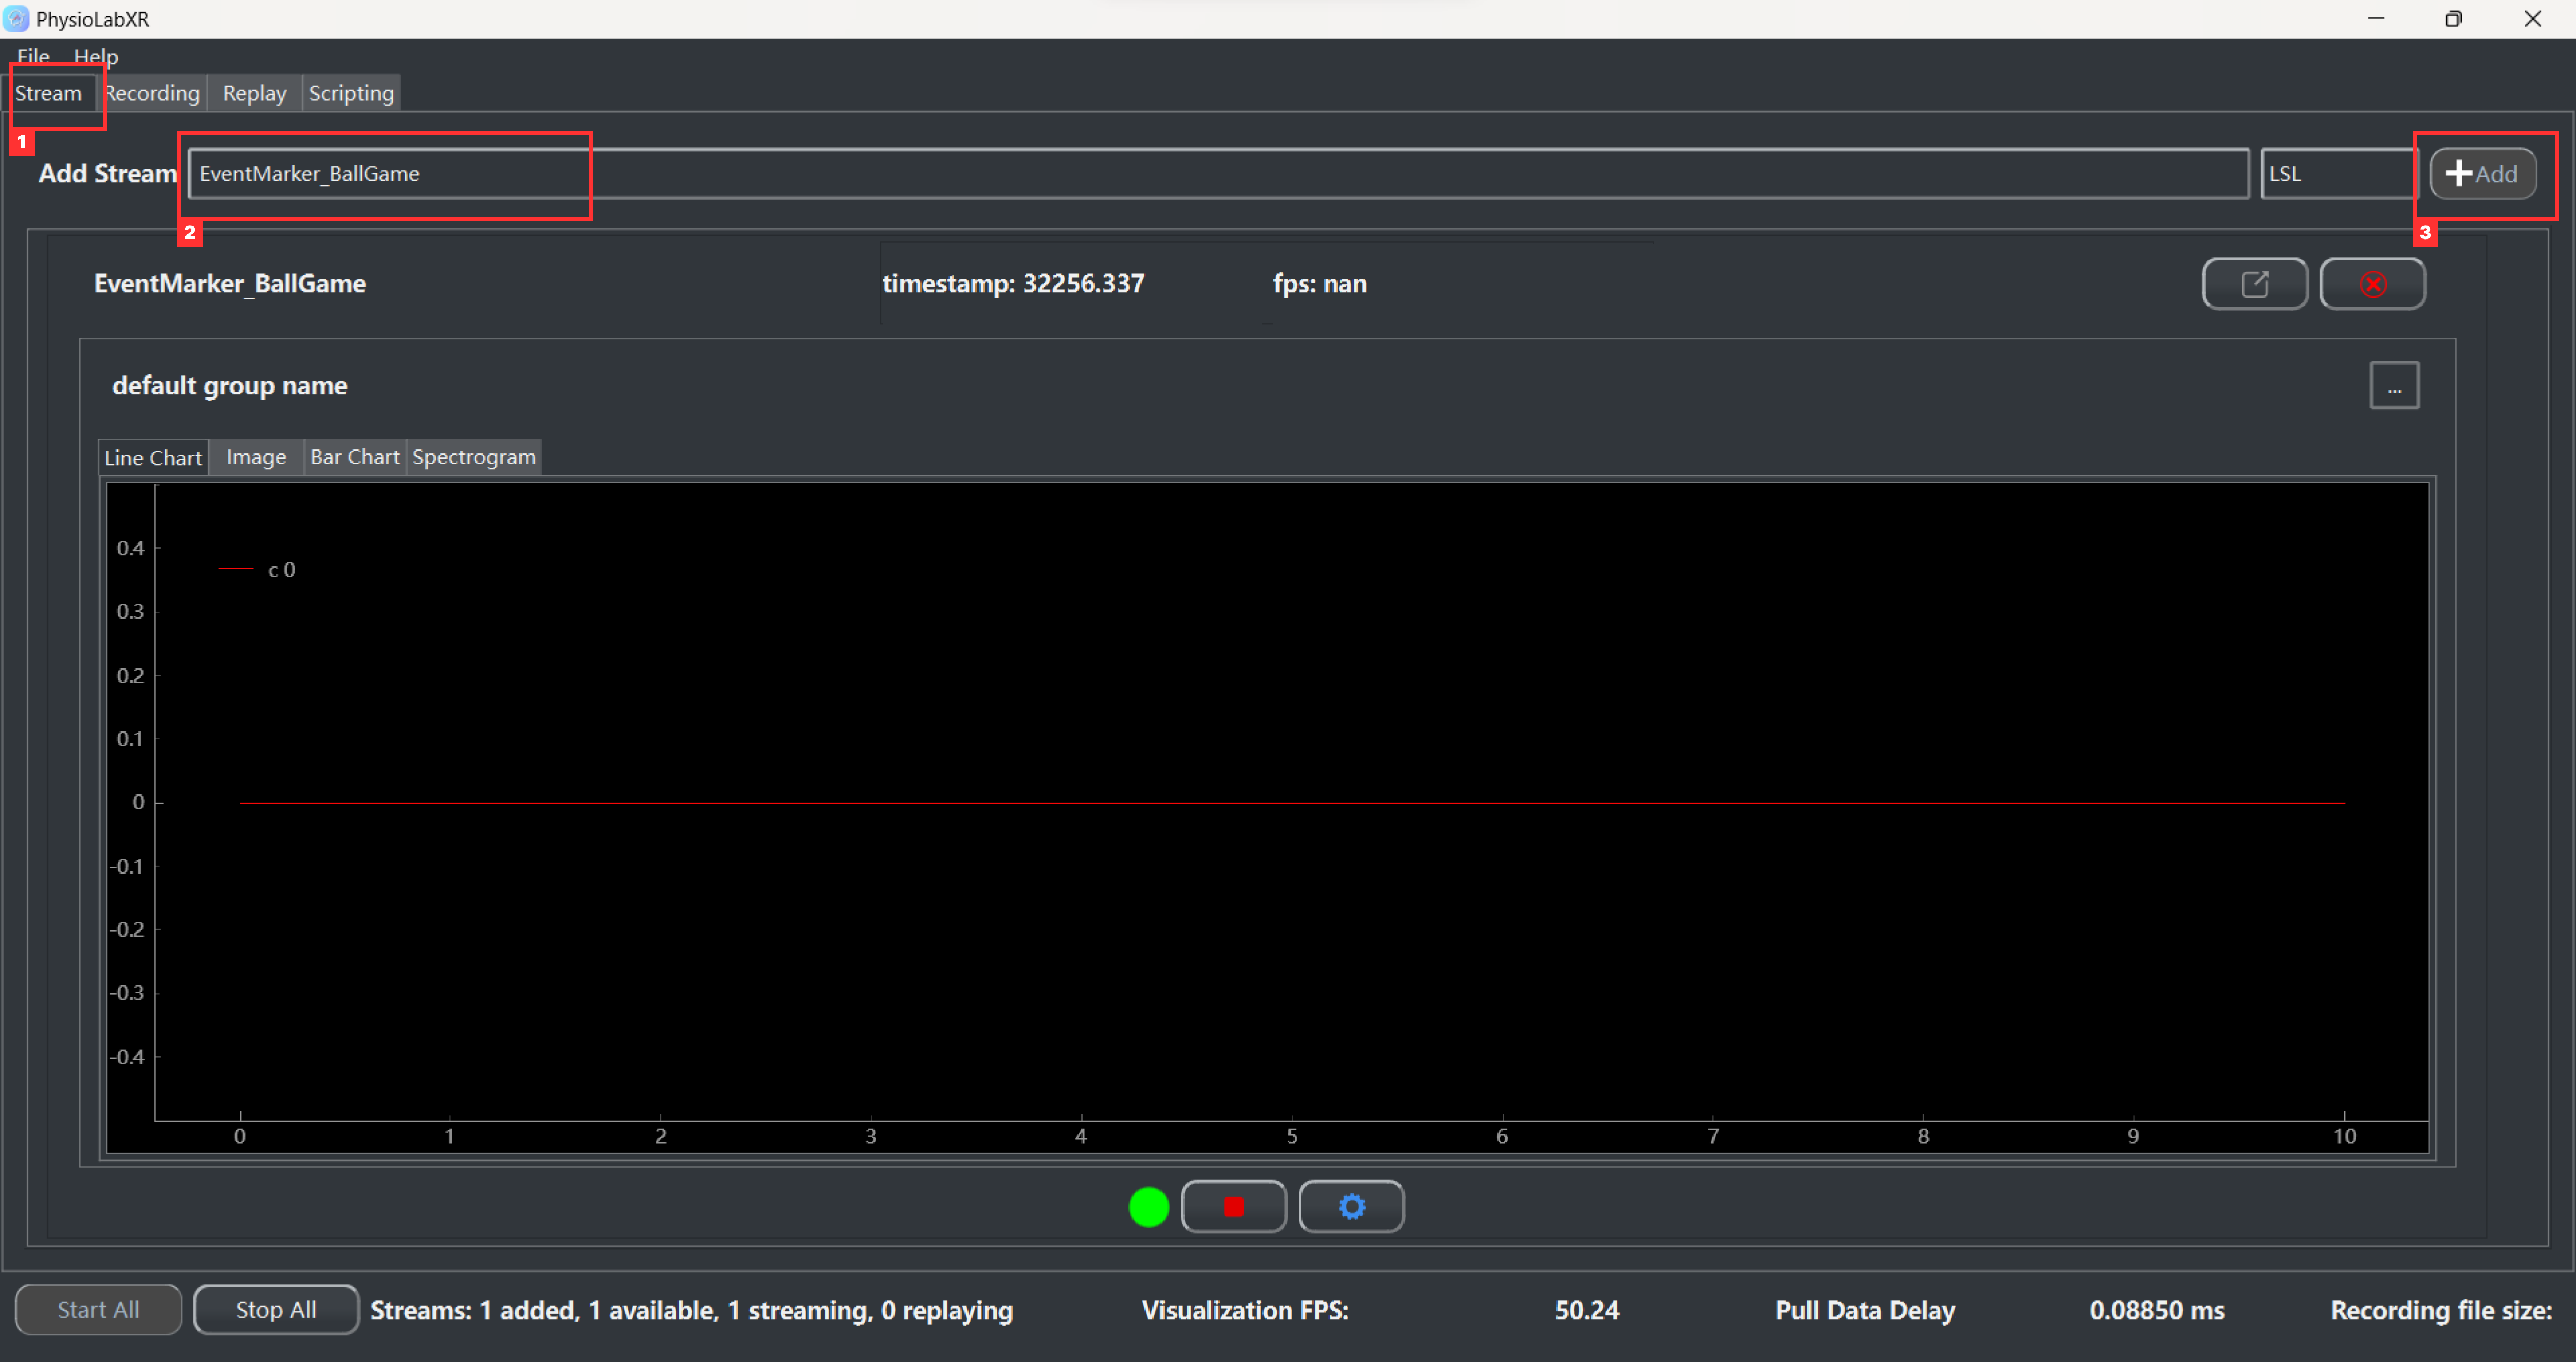 PhysioLabXR
File Help
Stream Recording Replay Scripting
1
Add Stream EventMarker_BallGame LSL Add
2 3
EventMarker_BallGame timestamp: 32256.337 fps: nan
default group name ...
Line Chart Image Bar Chart Spectrogram
0.4
c 0
0.3
0.2
0.1
0
-0.1
-0.2
-0.3
-0.4
0 1 2 3 4 5 6 7 8 9 10
Start All Stop All Streams: 1 added, 1 available, 1 streaming, 0 replaying Visualization FPS: 50.24 Pull Data Delay 0.08850 ms Recording file size: